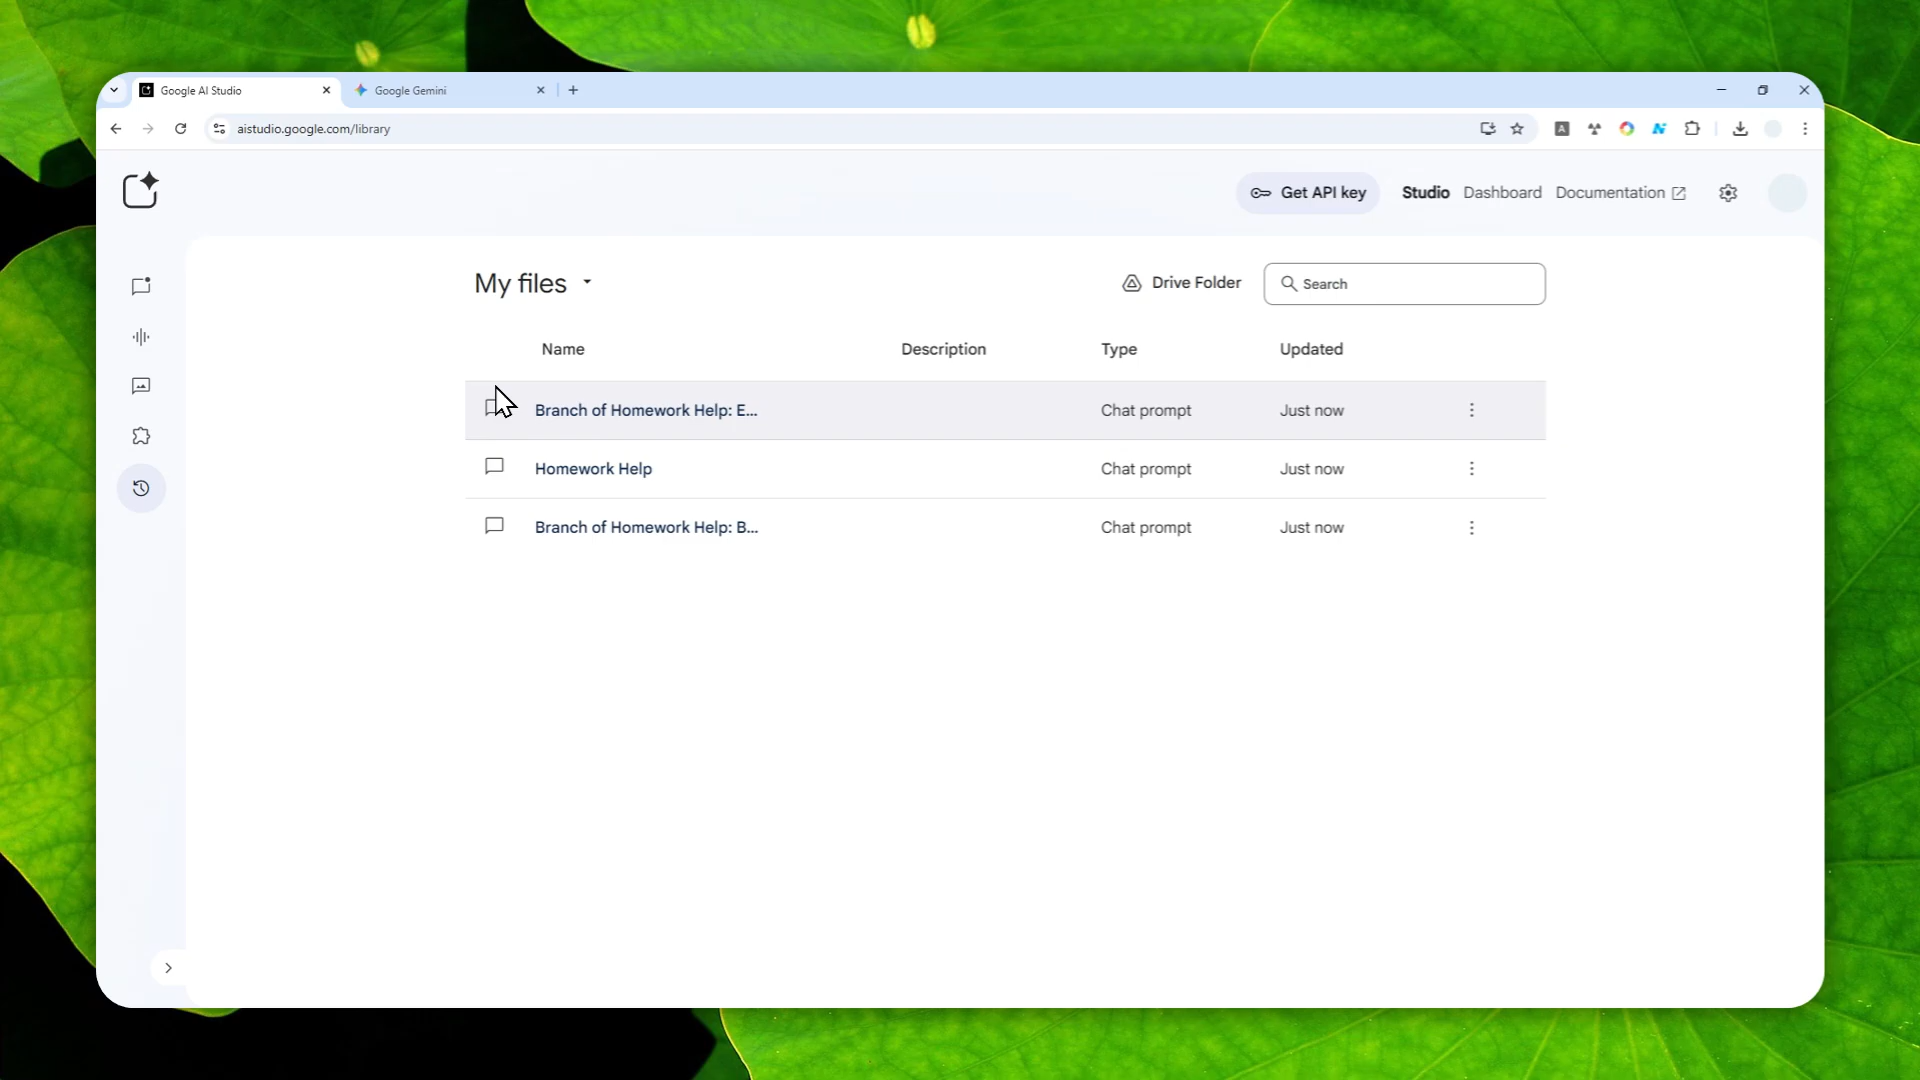 Google AI Studio
Google Gemini
aistudio.google.com/library
Get API key
Studio
Dashboard
Documentation
My files
Drive Folder
Search
Name Description Type Updated
Branch of Homework Help: E... Chat prompt Just now
Homework Help Chat prompt Just now
Branch of Homework Help: B... Chat prompt Just now